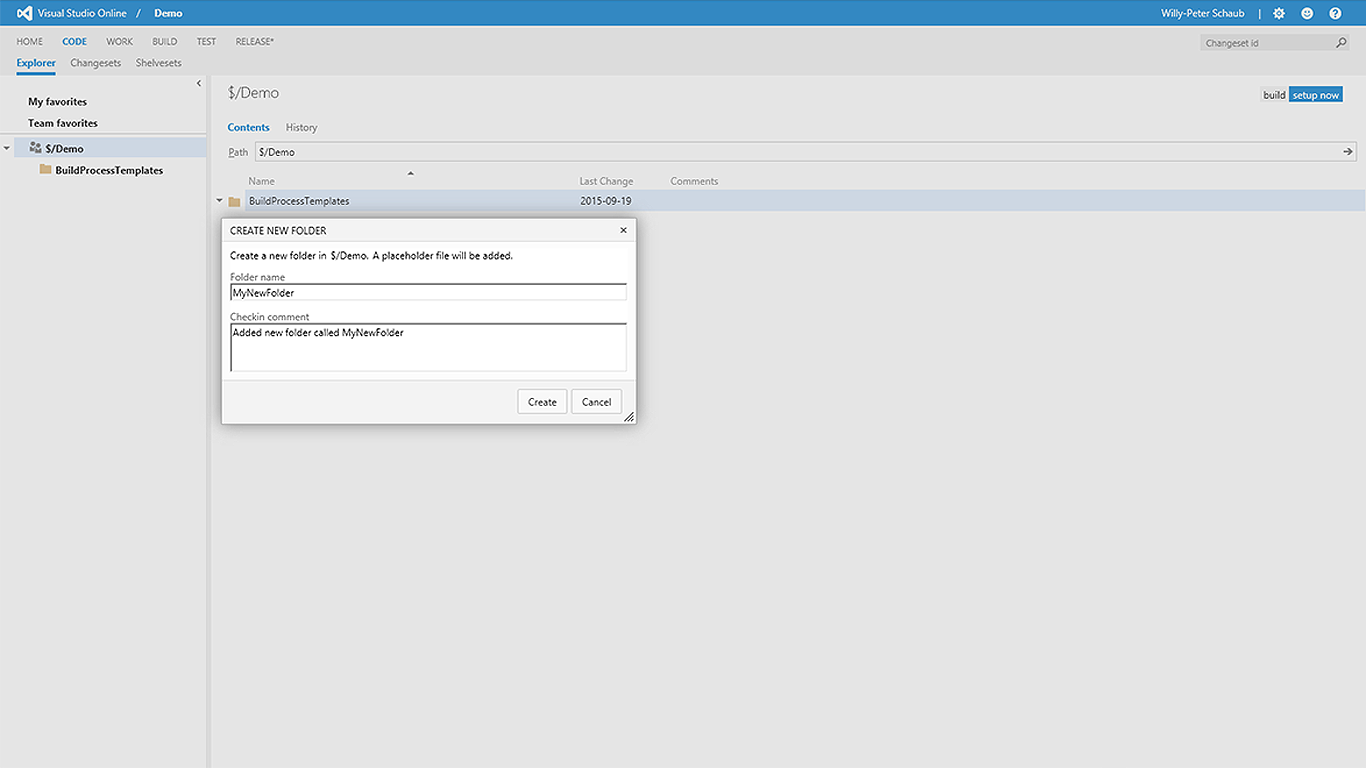 Visual Studio Online / Demo
Willy-Peter Schaub |
HOME CODE WORK BUILD TEST RELEASE*
Changeset id
Explorer Changesets Shelvesets
My favorites
Team favorites
$/Demo
BuildProcessTemplates
$/Demo
build setup now
Contents History
Path $/Demo
Name Last Change Comments
BuildProcessTemplates 2015-09-19
CREATE NEW FOLDER
Create a new folder in $/Demo. A placeholder file will be added.
Folder name
MyNewFolder
Checkin comment
Added new folder called MyNewFolder
Create Cancel